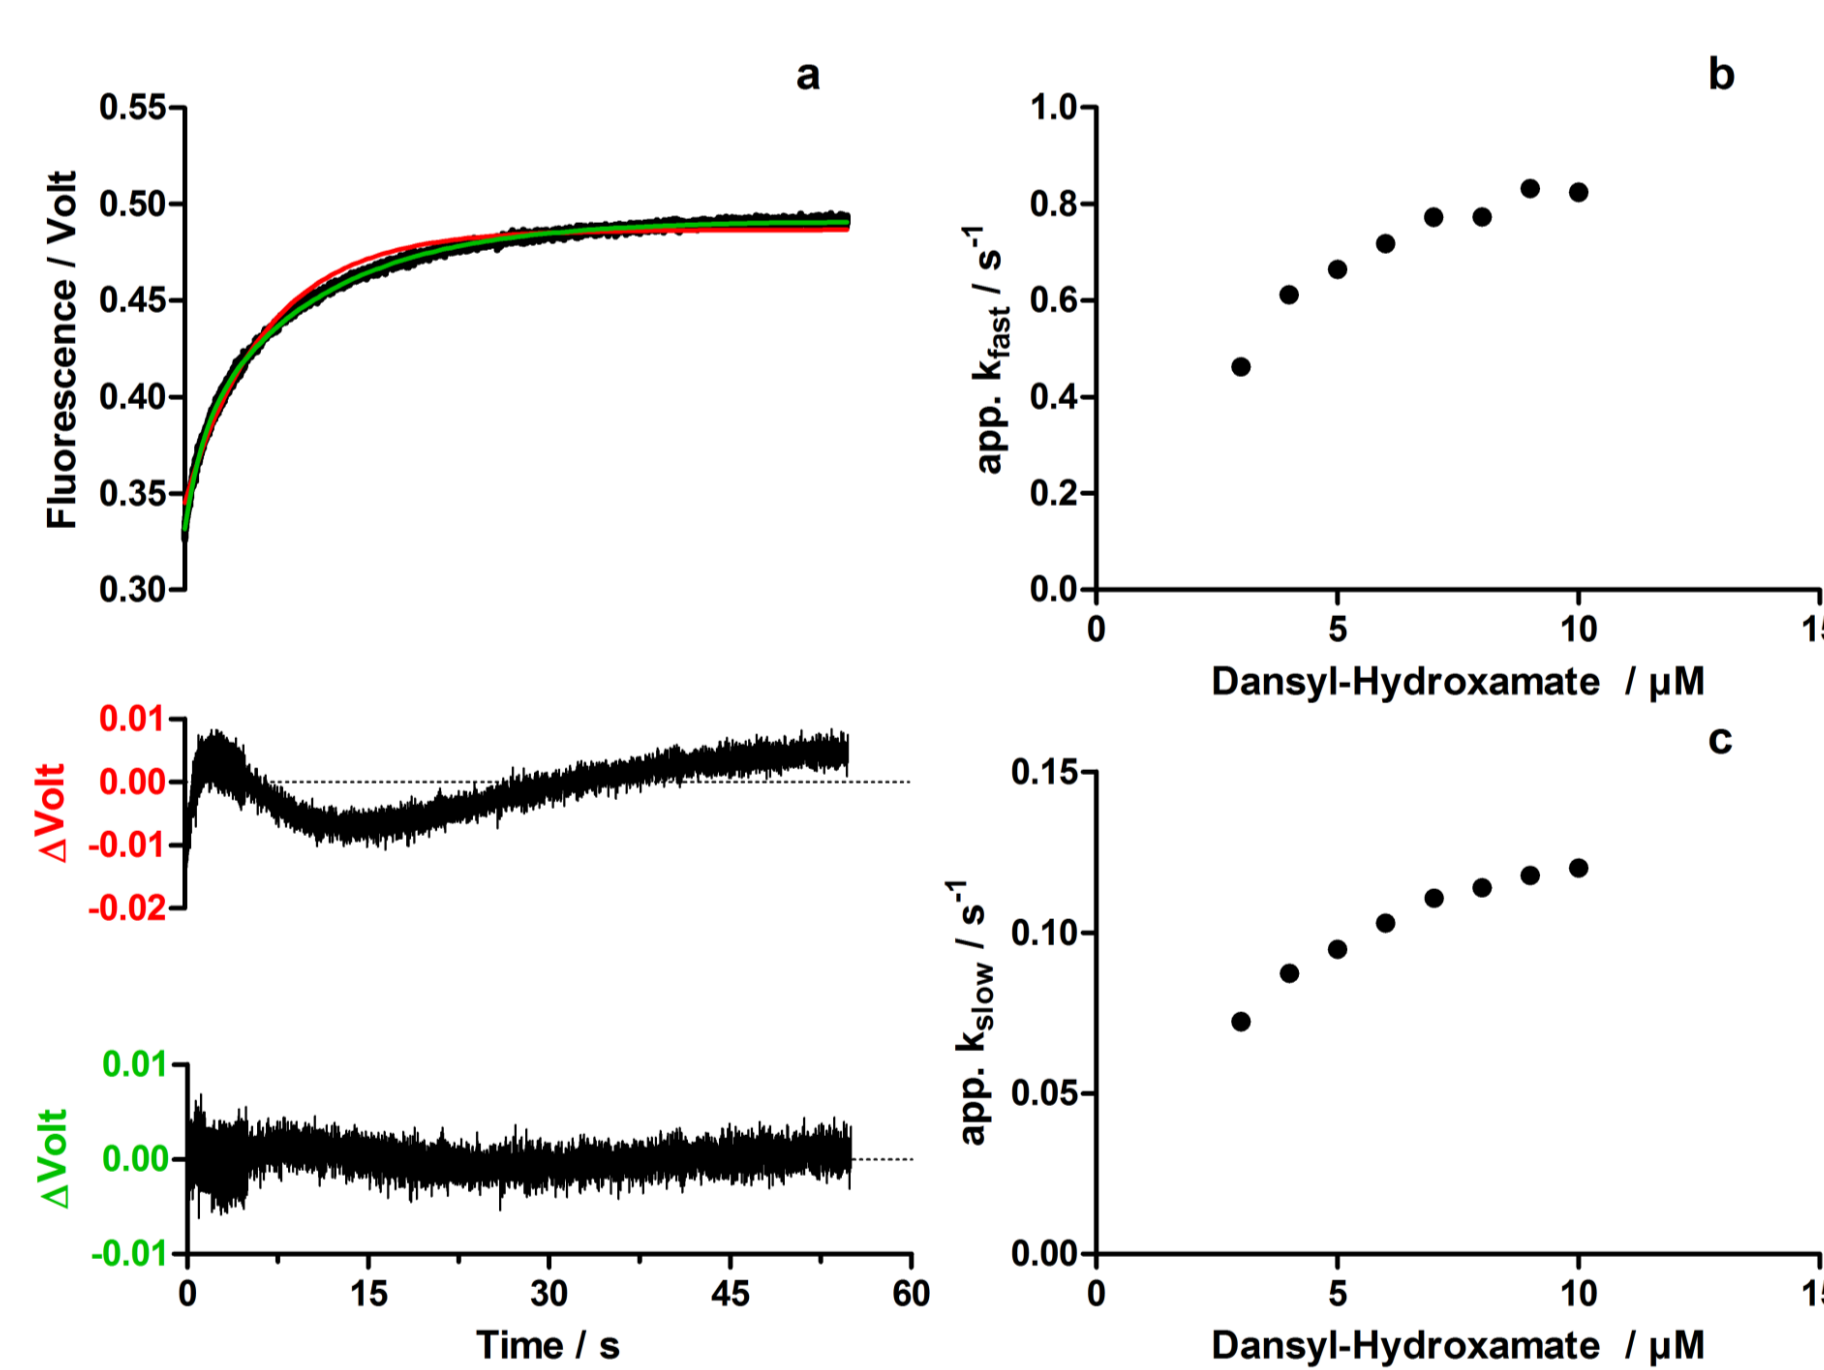 a
0.55
0.50
0.45
0.40
0.35
0.30
Fluorescence / Volt
0.01
0.00
-0.01
-0.02
ΔVolt
0.01
0.00
-0.01
ΔVolt
0 15 30 45 60
Time / s
b
1.0
0.8
0.6
0.4
0.2
0.0
app. kfast / s-1
0 5 10 15
Dansyl-Hydroxamate / µM
c
0.15
0.10
0.05
0.00
app. kslow / s-1
0 5 10 15
Dansyl-Hydroxamate / µM